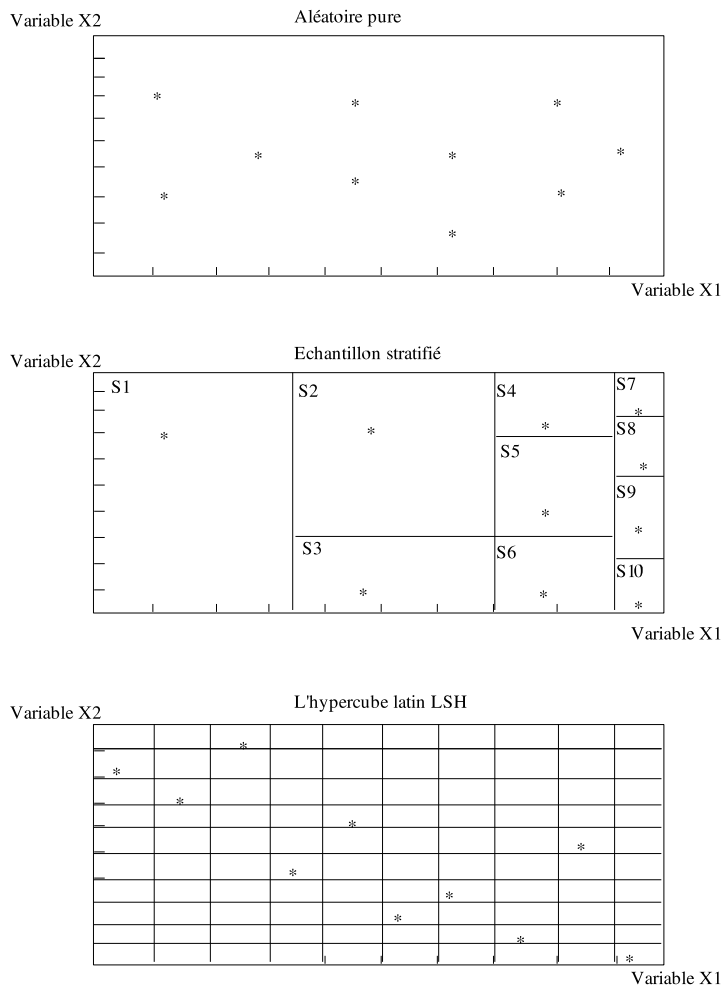 Variable X2
Aléatoire pure
Variable X1
Variable X2
Echantillon stratifié
S1
S2
S3
S4
S5
S6
S7
S8
S9
S10
Variable X1
Variable X2
L'hypercube latin LSH
Variable X1